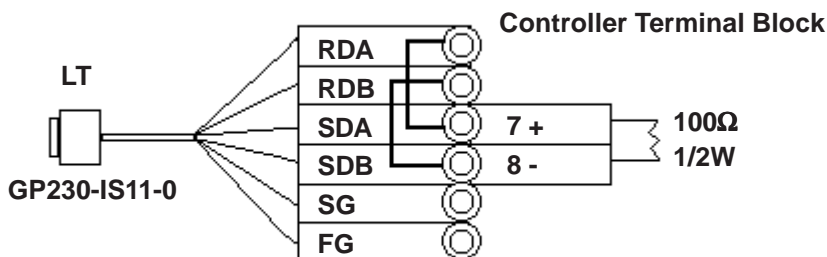 Controller Terminal Block
LT
GP230-IS11-0
RDA
RDB
SDA 7 +
SDB 8 -
SG
FG
100Ω
1/2W